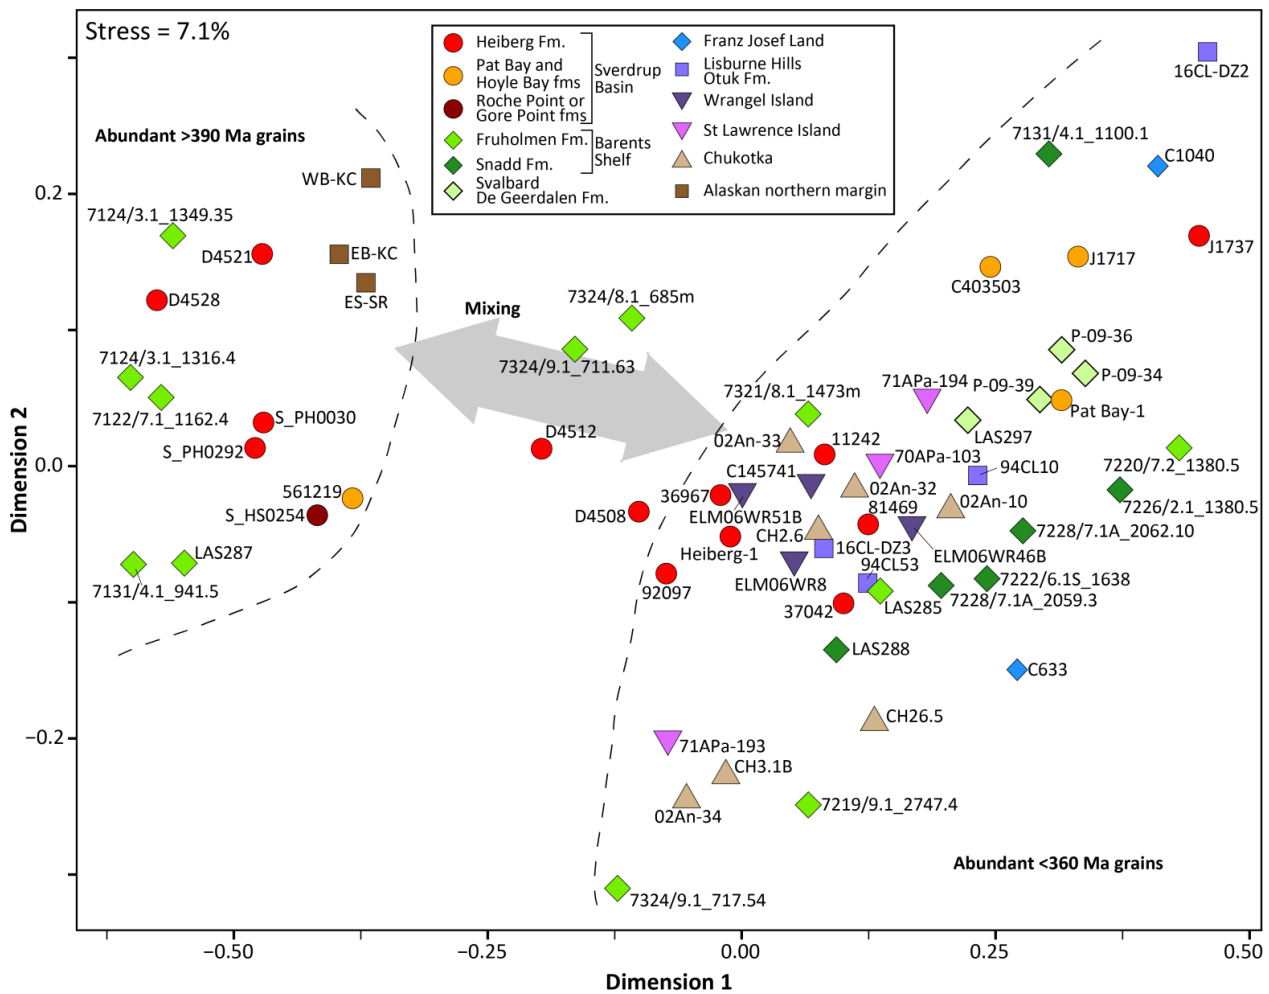 Stress = 7.1%
Heiberg Fm.
Pat Bay and
Hoyle Bay fms
Roche Point or
Gore Point fms
Sverdrup
Basin
Fruholmen Fm.
Snadd Fm.
Barents
Shelf
Svalbard
De Geerdalen Fm.
Franz Josef Land
Lisburne Hills
Otuk Fm.
Wrangel Island
St Lawrence Island
Chukotka
Alaskan northern margin
Abundant >390 Ma grains
Mixing
Abundant <360 Ma grains
16CL-DZ2
7131/4.1_1100.1
C1040
J1737
J1717
C403503
WB-KC
7124/3.1_1349.35
D4521
EB-KC
D4528
ES-SR
7324/8.1_685m
7324/9.1_711.63
7124/3.1_1316.4
7122/7.1_1162.4
S_PH0030
S_PH0292
D4512
561219
S_HS0254
LAS287
7131/4.1_941.5
P-09-36
P-09-34
P-09-39
Pat Bay-1
71APa-194
7321/8.1_1473m
LAS297
02An-33
11242
70APa-103
94CL10
7220/7.2_1380.5
C145741
02An-32
02An-10
7226/2.1_1380.5
36967
ELM06WR51B
81469
D4508
CH2.6
7228/7.1A_2062.10
Heiberg-1
16CL-DZ3
ELM06WR46B
94CL53
92097
ELM06WR8
7222/6.1S_1638
7228/7.1A_2059.3
37042
LAS285
LAS288
C633
CH26.5
71APa-193
CH3.1B
02An-34
7219/9.1_2747.4
7324/9.1_717.54
0.2
0.0
−0.2
Dimension 2
−0.50
−0.25
0.00
0.25
0.50
Dimension 1